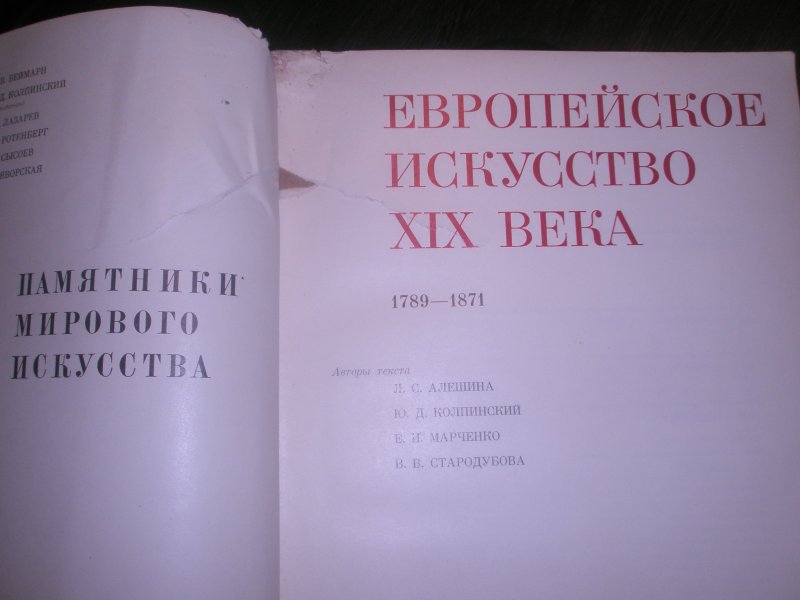 В. ВЕЙМАРН
Д. КОЛПИНСКИЙ
ЛАЗАРЕВ
РОТЕНБЕРГ
СЫСОЕВ
ЯВОРСКАЯ
ПАМЯТНИКИ
МИРОВОГО
ИСКУССТВА
ЕВРОПЕЙСКОЕ
ИСКУССТВО
XIX ВЕКА
1789—1871
Авторы текста
Л. С. АЛЕШИНА
Ю. Д. КОЛПИНСКИЙ
Е. И. МАРЧЕНКО
В. В. СТАРОДУБОВА